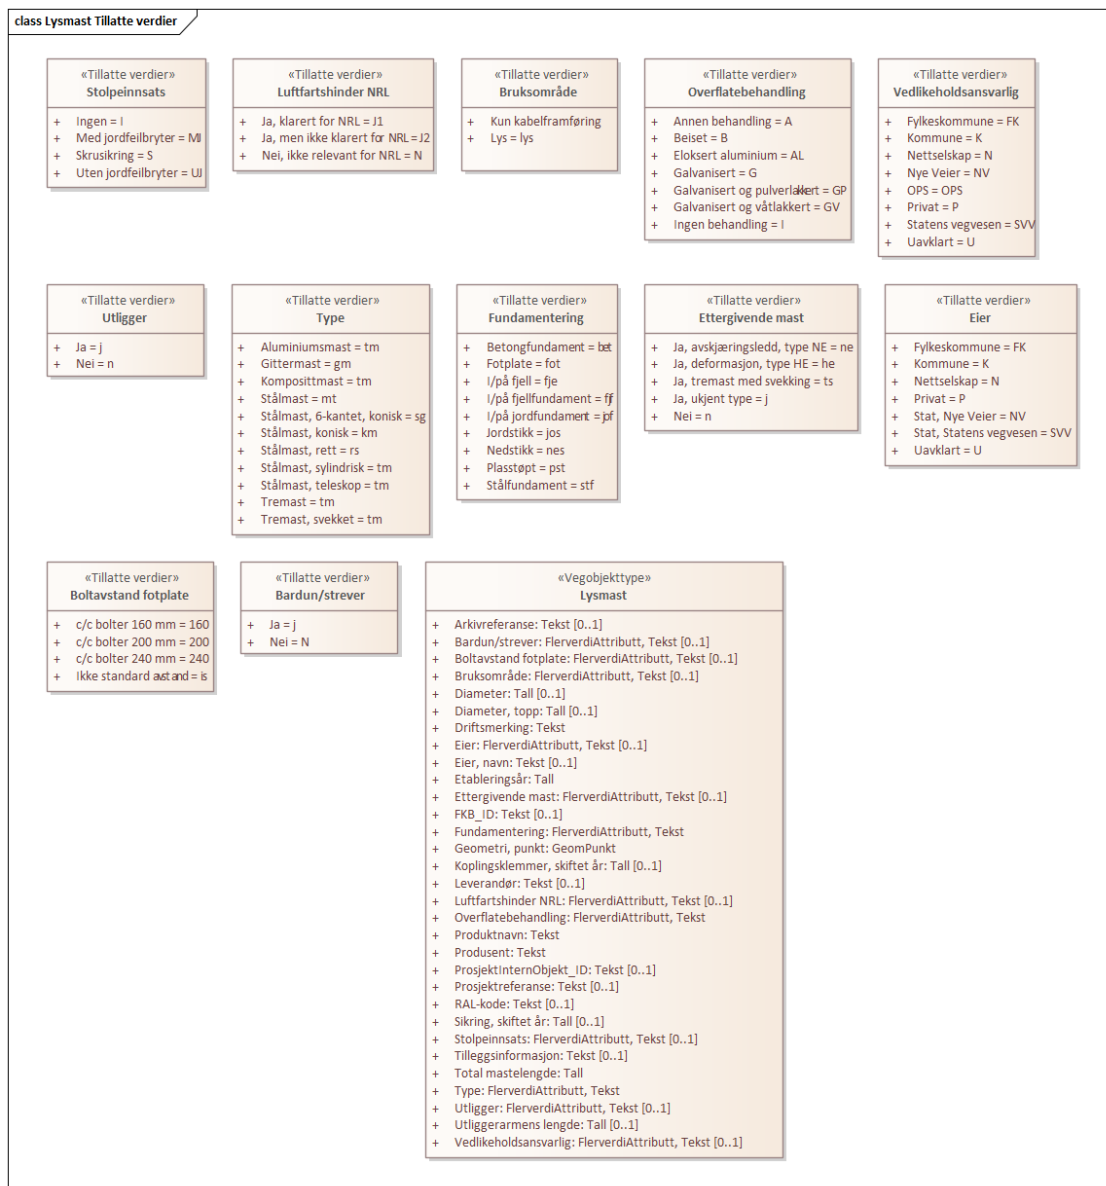 class Lysmast Tillatte verdier
«Tillatte verdier»
Stolpeinnsats
+ Ingen = I
+ Med jordfeilbryter = MJ
+ Skrusikring = S
+ Uten jordfeilbryter = UJ
«Tillatte verdier»
Luftfartshinder NRL
+ Ja, klarert for NRL = J1
+ Ja, men ikke klarert for NRL = J2
+ Nei, ikke relevant for NRL = N
«Tillatte verdier»
Bruksområde
+ Kun kabelframføring
+ Lys = lys
«Tillatte verdier»
Overflatebehandling
+ Annen behandling = A
+ Beiset = B
+ Eloksert aluminium = AL
+ Galvanisert = G
+ Galvanisert og pulverlakkert = GP
+ Galvanisert og våtlakkert = GV
+ Ingen behandling = I
«Tillatte verdier»
Vedlikeholdsansvarlig
+ Fylkeskommune = FK
+ Kommune = K
+ Nettselskap = N
+ Nye Veier = NV
+ OPS = OPS
+ Privat = P
+ Statens vegvesen = SVV
+ Uavklart = U
«Tillatte verdier»
Utligger
+ Ja = j
+ Nei = n
«Tillatte verdier»
Type
+ Aluminiumsmast = tm
+ Gittermast = gm
+ Komposittmast = tm
+ Stålmast = mt
+ Stålmast, 6-kantet, konisk = sg
+ Stålmast, konisk = km
+ Stålmast, rett = rs
+ Stålmast, sylindrisk = tm
+ Stålmast, teleskop = tm
+ Tremast = tm
+ Tremast, svekket = tm
«Tillatte verdier»
Fundamentering
+ Betongfundament = bet
+ Fotplate = fot
+ I/på fjell = fje
+ I/på fjellfundament = fjf
+ I/på jordfundament = jof
+ Jordstikk = jos
+ Nedstikk = nes
+ Plasstøpt = pst
+ Stålfundament = stf
«Tillatte verdier»
Ettergivende mast
+ Ja, avskjæringsledd, type NE = ne
+ Ja, deformasjon, type HE = he
+ Ja, tremast med svekking = ts
+ Ja, ukjent type = j
+ Nei = n
«Tillatte verdier»
Eier
+ Fylkeskommune = FK
+ Kommune = K
+ Nettselskap = N
+ Privat = P
+ Stat, Nye Veier = NV
+ Stat, Statens vegvesen = SVV
+ Uavklart = U
«Tillatte verdier»
Boltavstand fotplate
+ c/c bolter 160 mm = 160
+ c/c bolter 200 mm = 200
+ c/c bolter 240 mm = 240
+ Ikke standard avstand = is
«Tillatte verdier»
Bardun/strever
+ Ja = j
+ Nei = N
«Vegobjekttype»
Lysmast
+ Arkivreferanse: Tekst [0..1]
+ Bardun/strever: FlerverdiAttributt, Tekst [0..1]
+ Boltavstand fotplate: FlerverdiAttributt, Tekst [0..1]
+ Bruksområde: FlerverdiAttributt, Tekst [0..1]
+ Diameter: Tall [0..1]
+ Diameter, topp: Tall [0..1]
+ Driftsmerking: Tekst
+ Eier: FlerverdiAttributt, Tekst [0..1]
+ Eier, navn: Tekst [0..1]
+ Etableringsår: Tall
+ Ettergivende mast: FlerverdiAttributt, Tekst [0..1]
+ FKB_ID: Tekst [0..1]
+ Fundamentering: FlerverdiAttributt, Tekst
+ Geometri, punkt: GeomPunkt
+ Koplingsklemmer, skiftet år: Tall [0..1]
+ Leverandør: Tekst [0..1]
+ Luftfartshinder NRL: FlerverdiAttributt, Tekst [0..1]
+ Overflatebehandling: FlerverdiAttributt, Tekst
+ Produktnavn: Tekst
+ Produsent: Tekst
+ ProsjektInternObjekt_ID: Tekst [0..1]
+ Prosjektreferanse: Tekst [0..1]
+ RAL-kode: Tekst [0..1]
+ Sikring, skiftet år: Tall [0..1]
+ Stolpeinnsats: FlerverdiAttributt, Tekst [0..1]
+ Tilleggsinformasjon: Tekst [0..1]
+ Total mastelengde: Tall
+ Type: FlerverdiAttributt, Tekst
+ Utligger: FlerverdiAttributt, Tekst [0..1]
+ Utliggerarmens lengde: Tall [0..1]
+ Vedlikeholdsansvarlig: FlerverdiAttributt, Tekst [0..1]